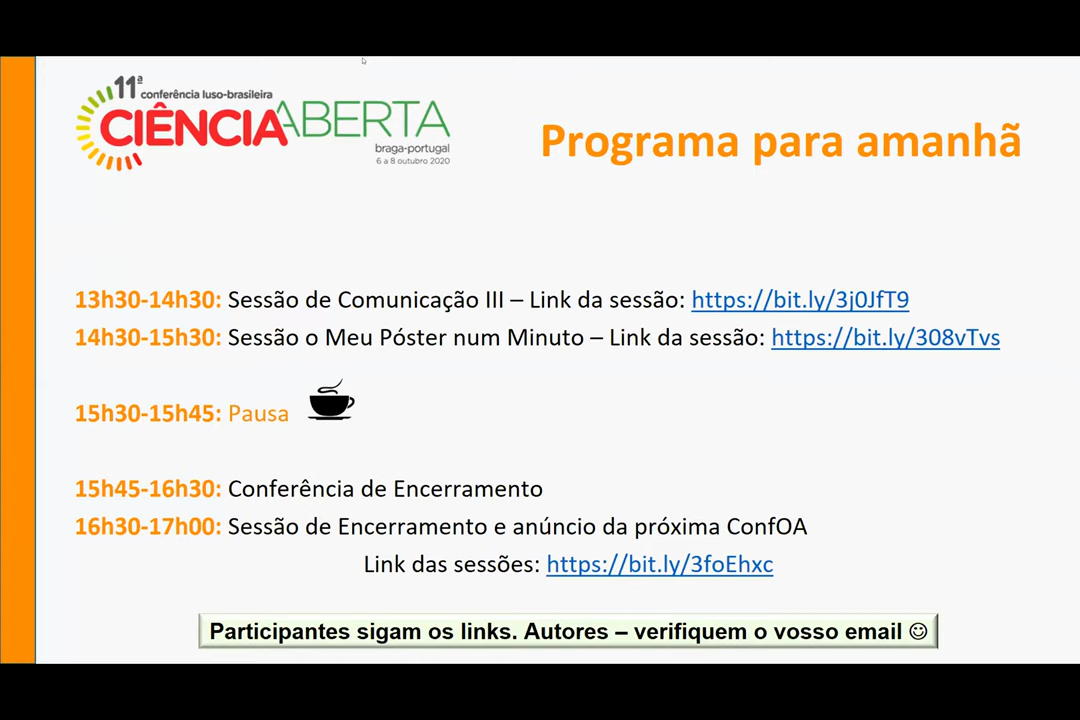 11ª conferência luso-brasileira
CIÊNCIAABERTA
braga-portugal
6 a 8 outubro 2020
Programa para amanhã
13h30-14h30: Sessão de Comunicação III – Link da sessão: https://bit.ly/3j0JfT9
14h30-15h30: Sessão o Meu Póster num Minuto – Link da sessão: https://bit.ly/308vTvs
15h30-15h45: Pausa
15h45-16h30: Conferência de Encerramento
16h30-17h00: Sessão de Encerramento e anúncio da próxima ConfOA
Link das sessões: https://bit.ly/3foEhxc
Participantes sigam os links. Autores – verifiquem o vosso email ☺